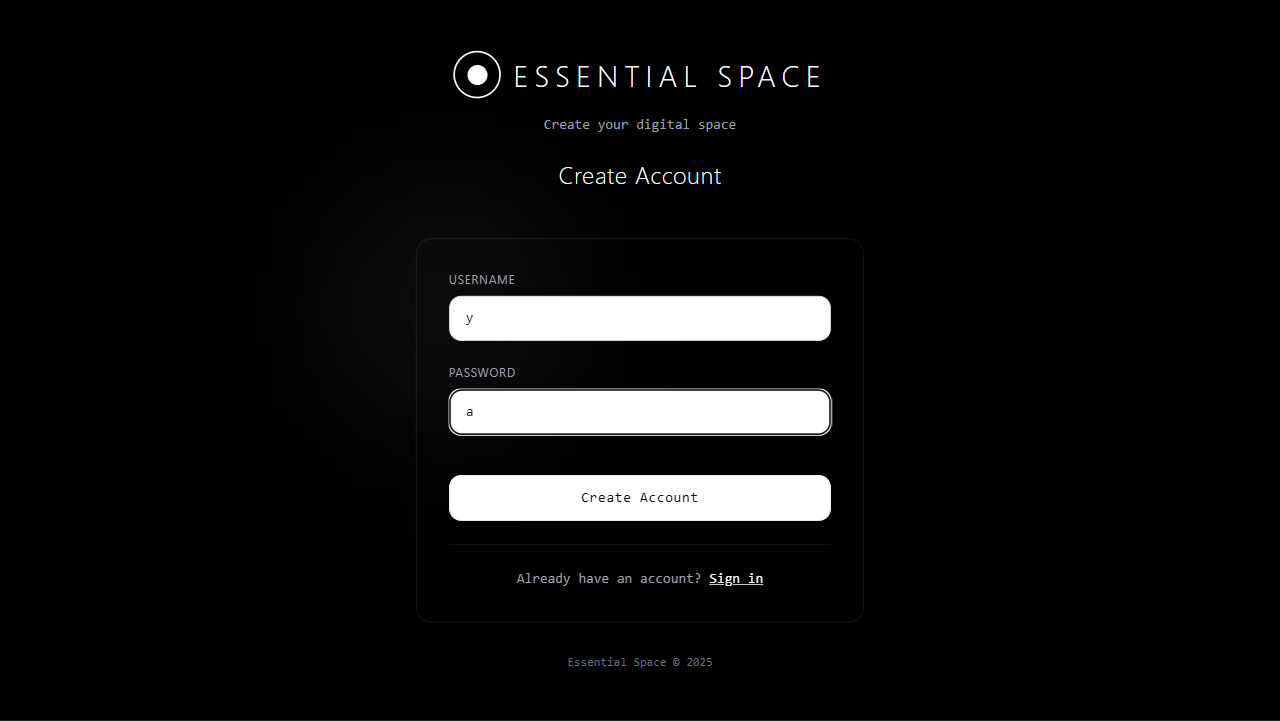 ESSENTIAL SPACE
Create your digital space
Create Account
USERNAME
y
PASSWORD
a
Create Account
Already have an account? Sign in
Essential Space © 2025